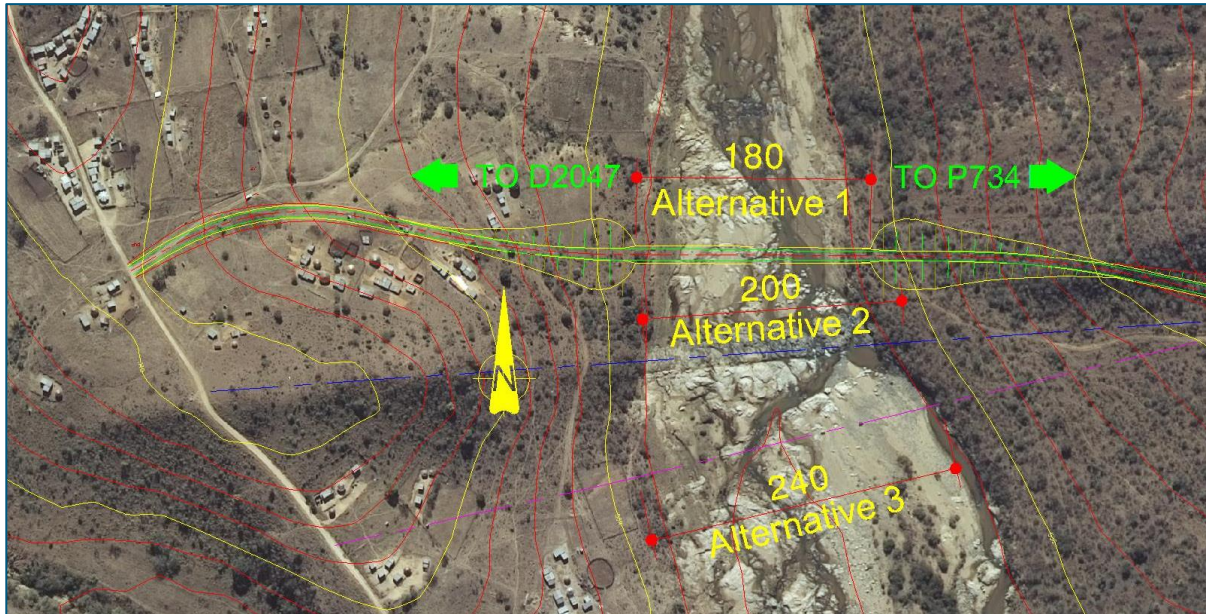 180
TO D2047
TO P734
Alternative 1
200
Alternative 2
N
240
Alternative 3